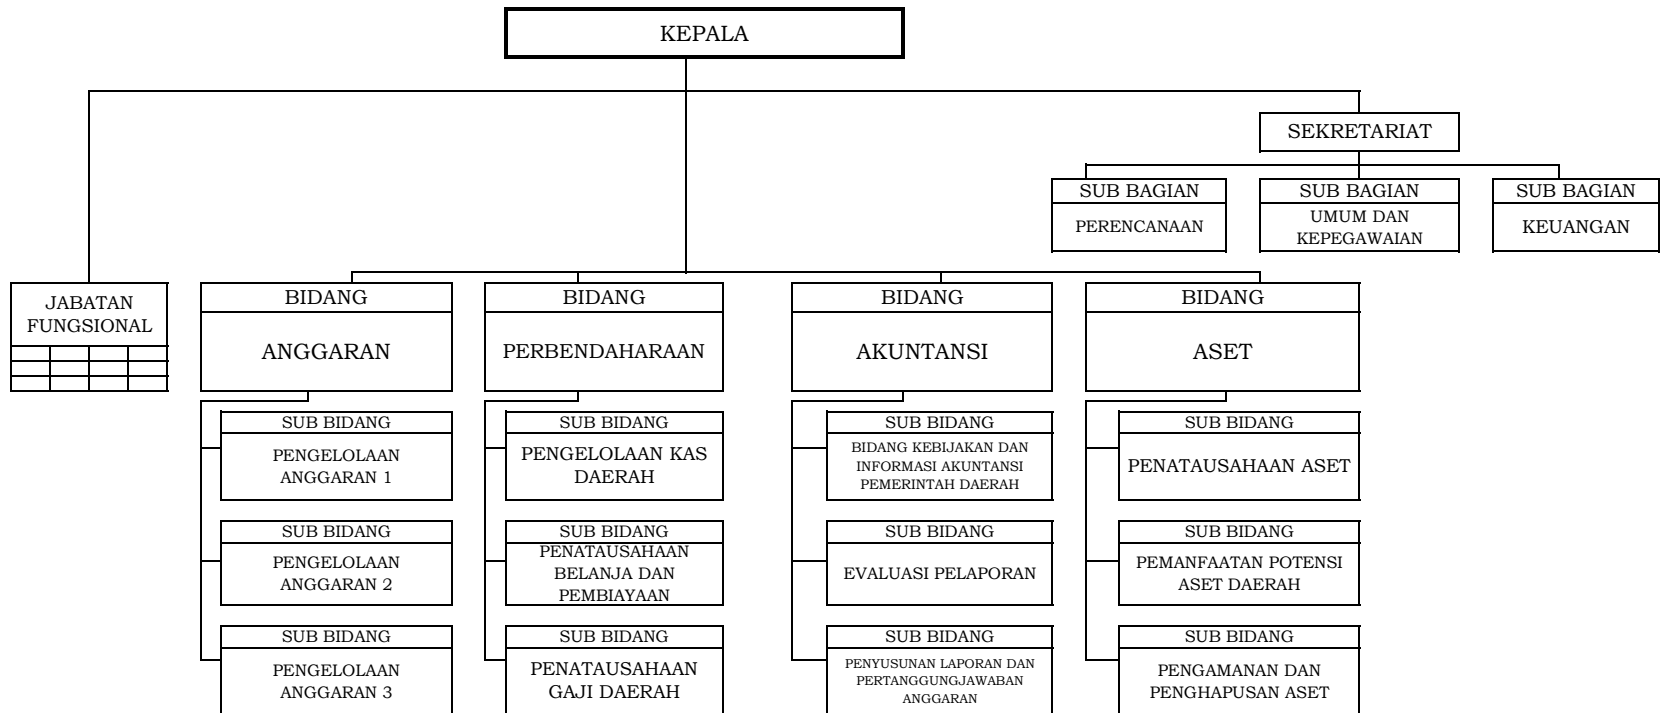 KEPALA
SEKRETARIAT
SUB BAGIAN
PERENCANAAN
SUB BAGIAN
UMUM DAN
KEPEGAWAIAN
SUB BAGIAN
KEUANGAN
JABATAN
FUNGSIONAL
BIDANG
ANGGARAN
BIDANG
PERBENDAHARAAN
BIDANG
AKUNTANSI
BIDANG
ASET
SUB BIDANG
PENGELOLAAN
ANGGARAN 1
SUB BIDANG
PENGELOLAAN KAS
DAERAH
SUB BIDANG
BIDANG KEBIJAKAN DAN
INFORMASI AKUNTANSI
PEMERINTAH DAERAH
SUB BIDANG
PENATAUSAHAAN ASET
SUB BIDANG
PENGELOLAAN
ANGGARAN 2
SUB BIDANG
PENATAUSAHAAN
BELANJA DAN
PEMBIAYAAN
SUB BIDANG
EVALUASI PELAPORAN
SUB BIDANG
PEMANFAATAN POTENSI
ASET DAERAH
SUB BIDANG
PENGELOLAAN
ANGGARAN 3
SUB BIDANG
PENATAUSAHAAN
GAJI DAERAH
SUB BIDANG
PENYUSUNAN LAPORAN DAN
PERTANGGUNGJAWABAN
ANGGARAN
SUB BIDANG
PENGAMANAN DAN
PENGHAPUSAN ASET